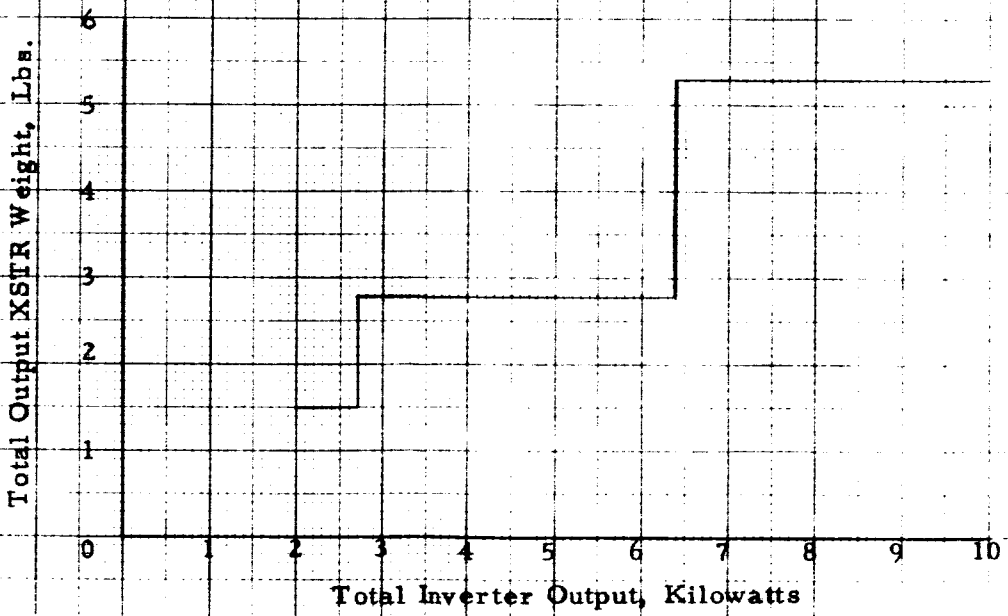 Total Output XSTR Weight, Lbs.
6
5
4
3
2
1
0 1 2 3 4 5 6 7 8 9 10
Total Inverter Output, Kilowatts